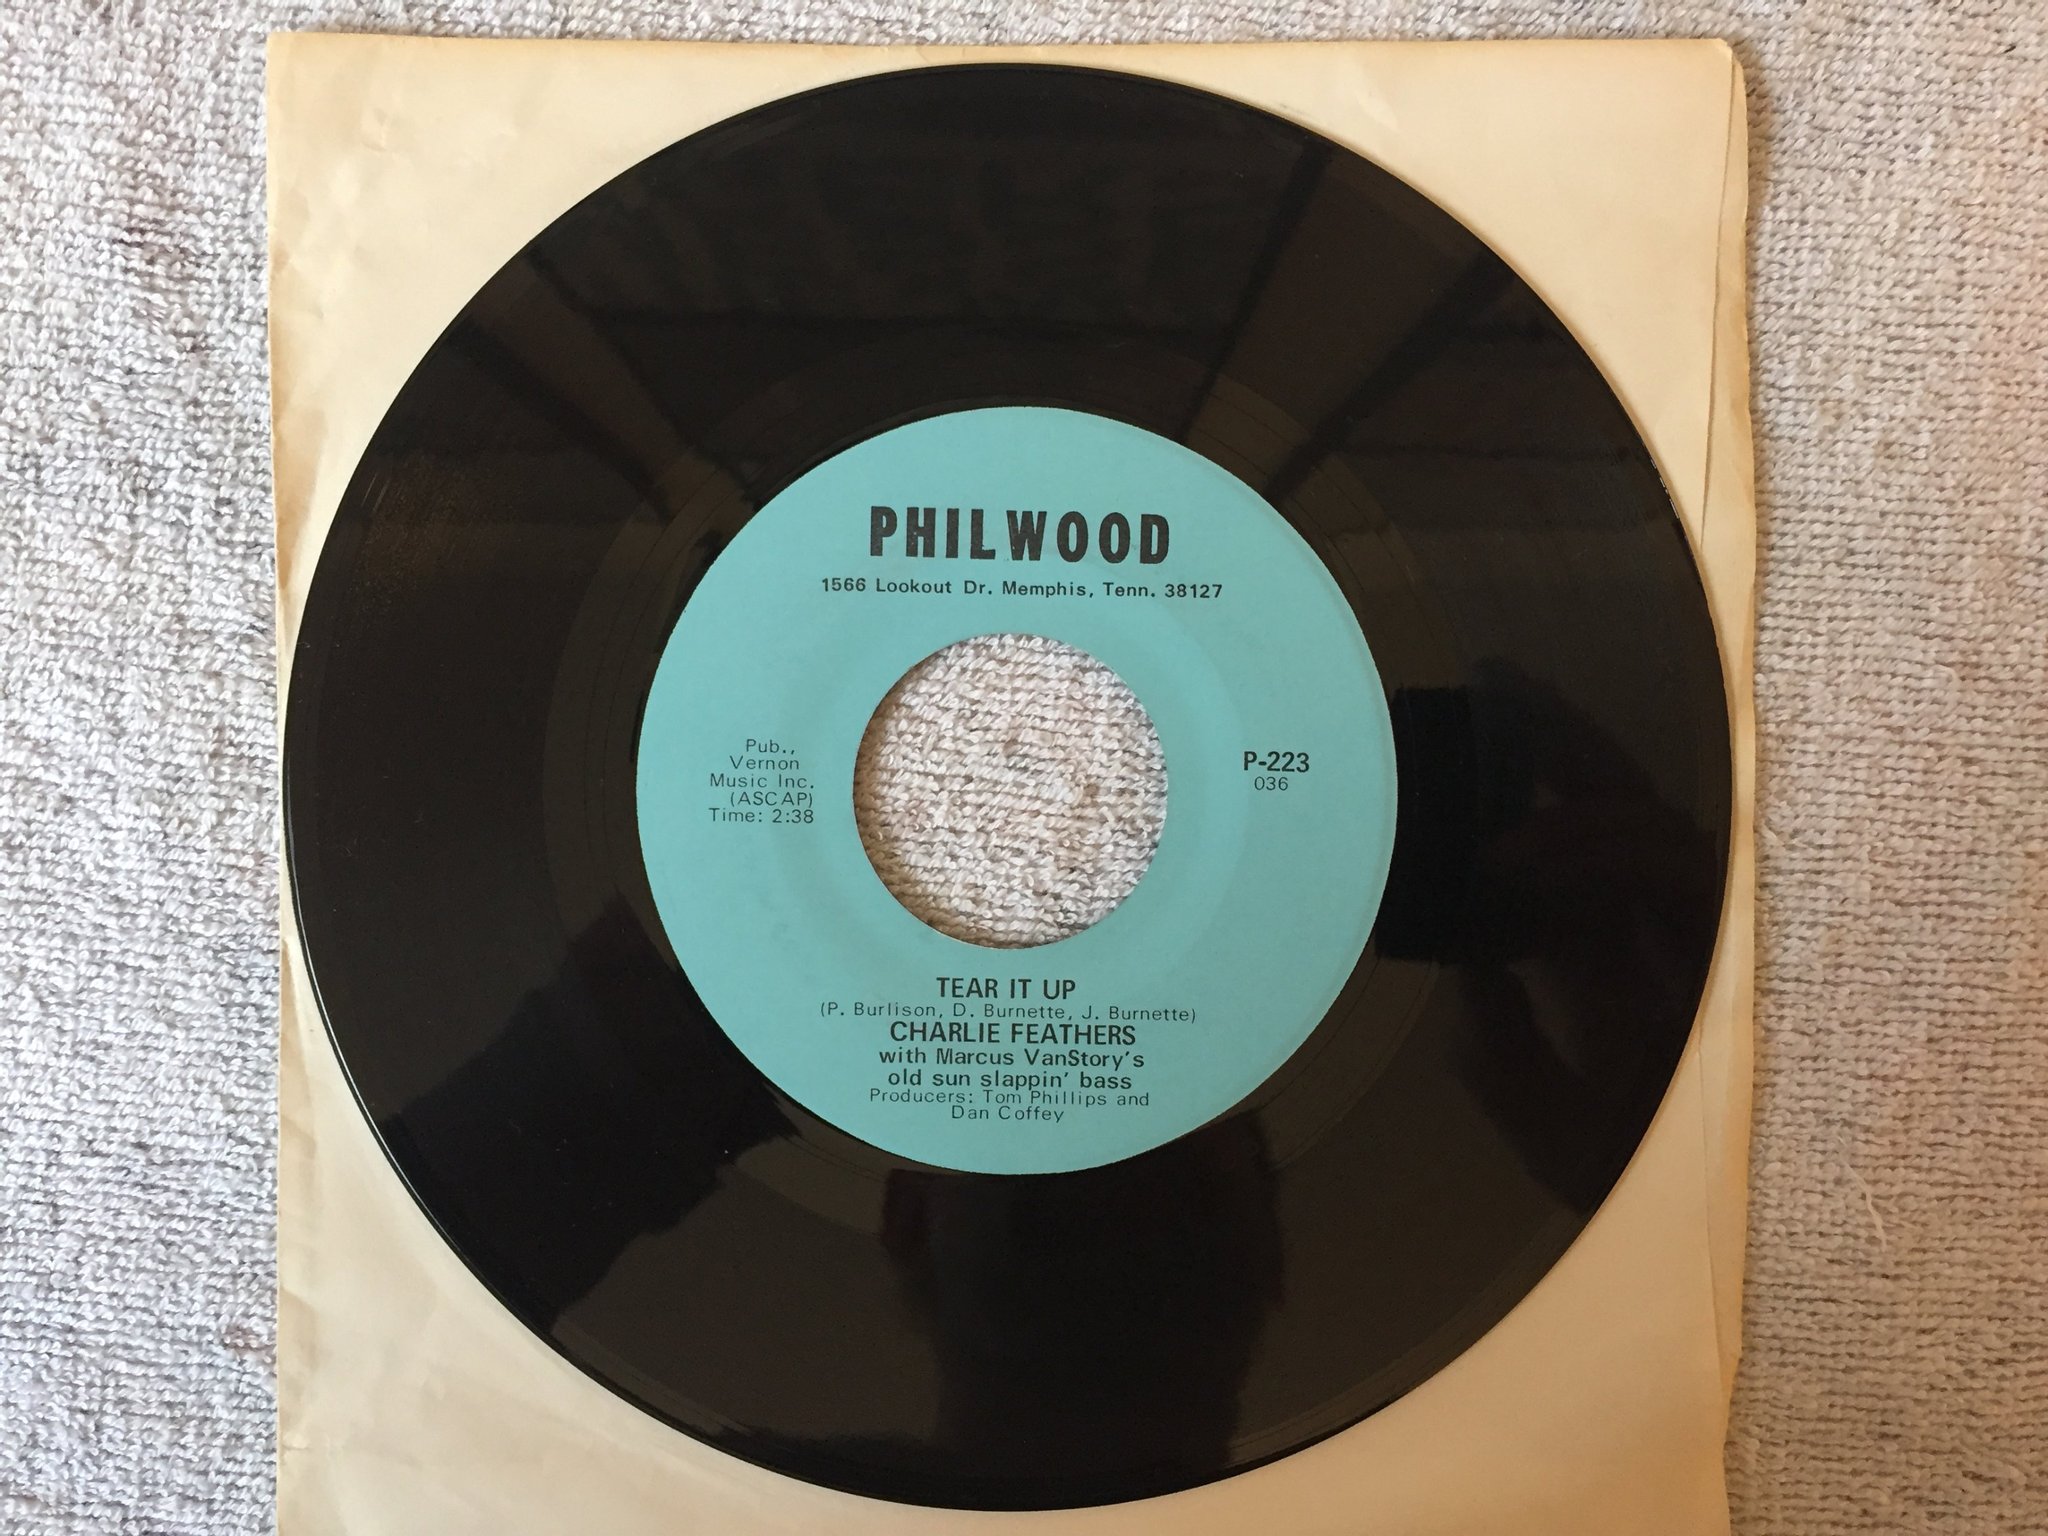 PHILWOOD
1566 Lookout Dr. Memphis, Tenn. 38127
Pub.,
Vernon
Music Inc.
(ASCAP)
Time: 2:38
P-223
036
TEAR IT UP
(P. Burlison, D. Burnette, J. Burnette)
CHARLIE FEATHERS
with Marcus VanStory's
old sun slappin' bass
Producers: Tom Phillips and
Dan Coffey